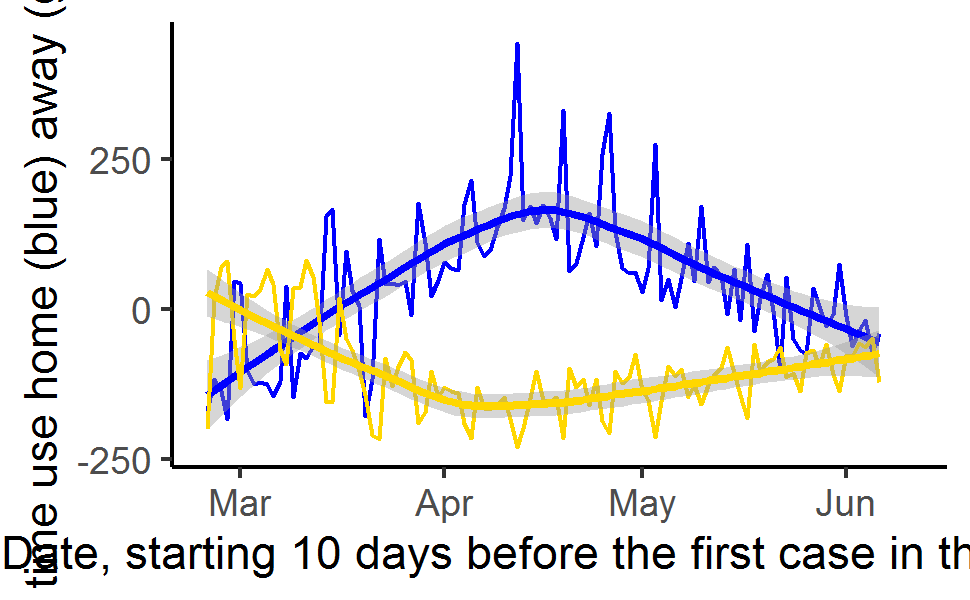 time use home (blue) away (
250
0
-250
Mar Apr May Jun
Date, starting 10 days before the first case in th